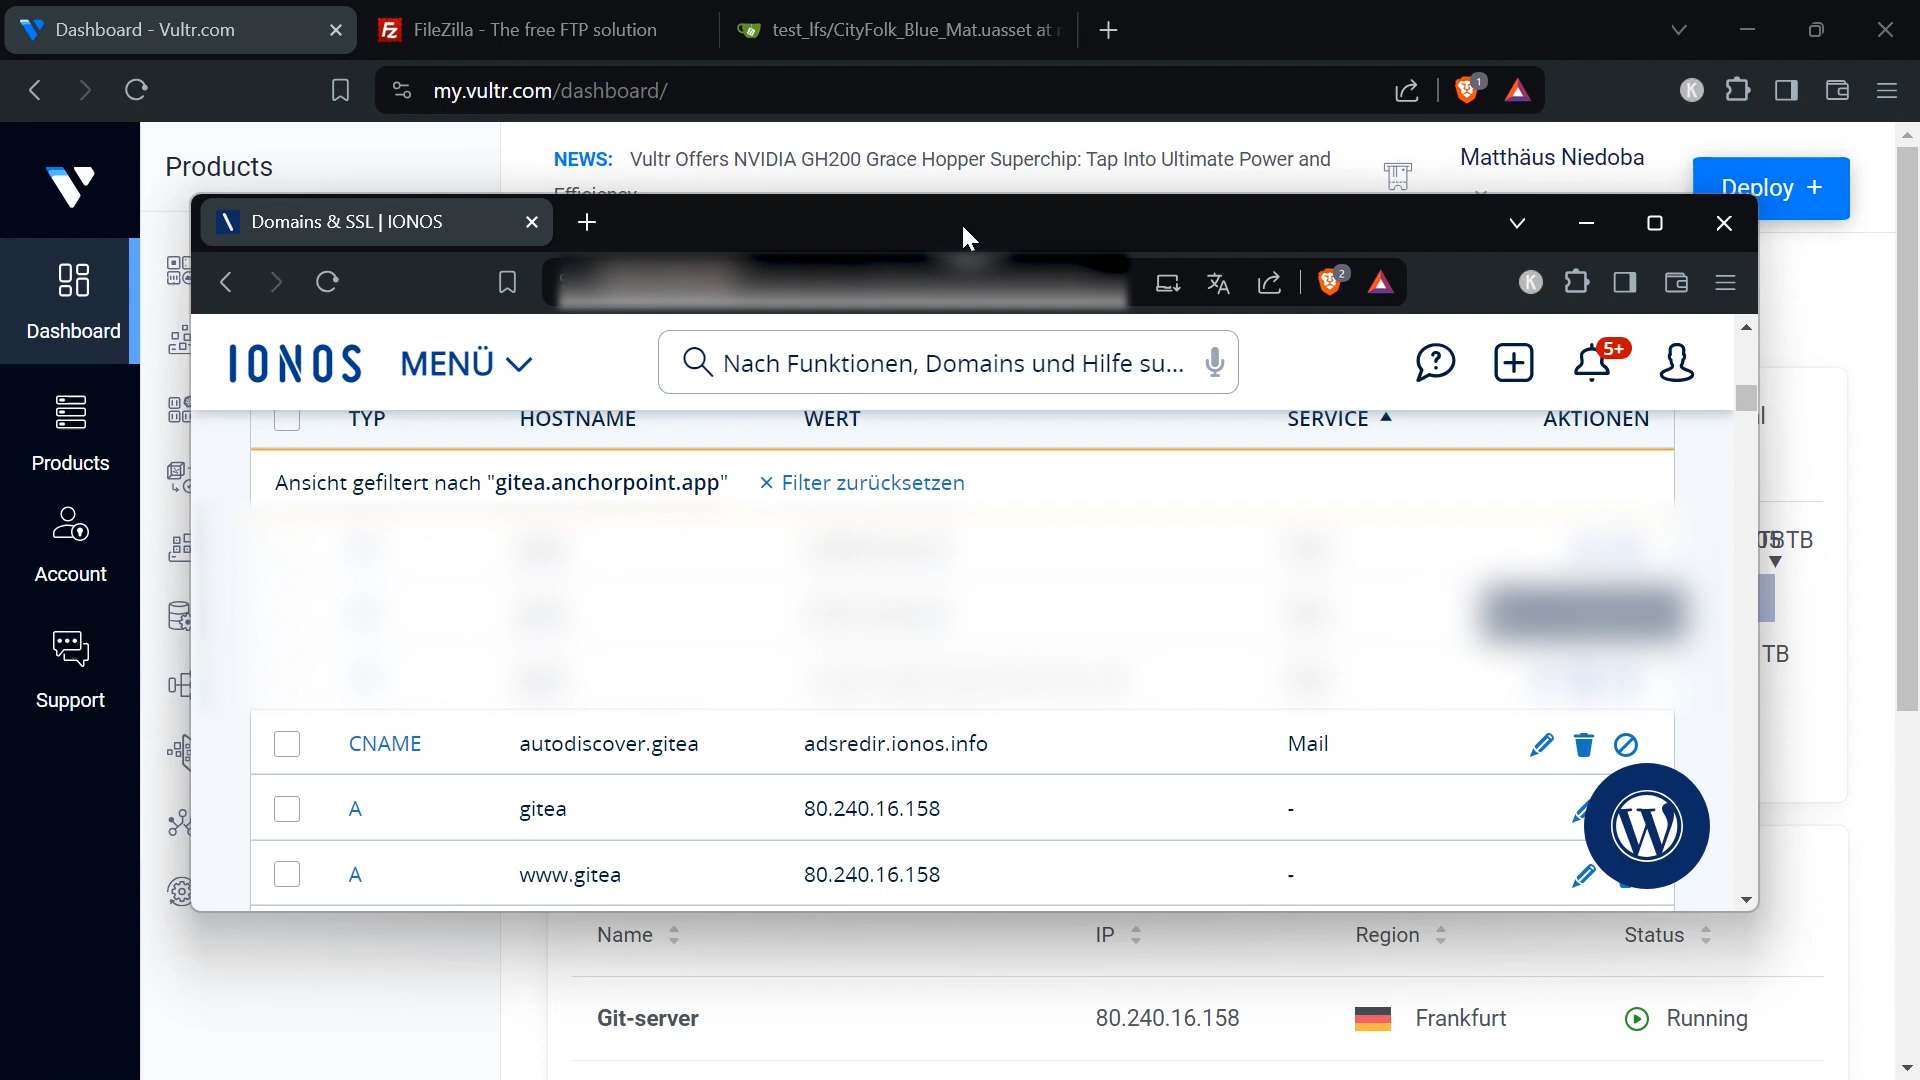 Dashboard - Vultr.com
FileZilla - The free FTP solution
test_lfs/CityFolk_Blue_Mat.uasset at
my.vultr.com/dashboard/
1
K
Products
NEWS: Vultr Offers NVIDIA GH200 Grace Hopper Superchip: Tap Into Ultimate Power and
Efficiency
Matthäus Niedoba
Deploy +
Dashboard
Products
Account
Support
Domains & SSL | IONOS
2
K
IONOS
MENÜ
Nach Funktionen, Domains und Hilfe su...
5+
TYP HOSTNAME WERT SERVICE AKTIONEN
Ansicht gefiltert nach "gitea.anchorpoint.app" × Filter zurücksetzen
CNAME autodiscover.gitea adsredir.ionos.info Mail
A gitea 80.240.16.158 -
A www.gitea 80.240.16.158 -
TB
TB
Name IP Region Status
Git-server 80.240.16.158 Frankfurt Running